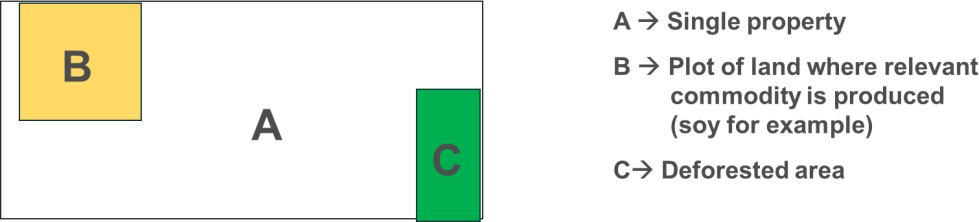 B
A
C
A → Single property
B → Plot of land where relevant
commodity is produced
(soy for example)
C→ Deforested area